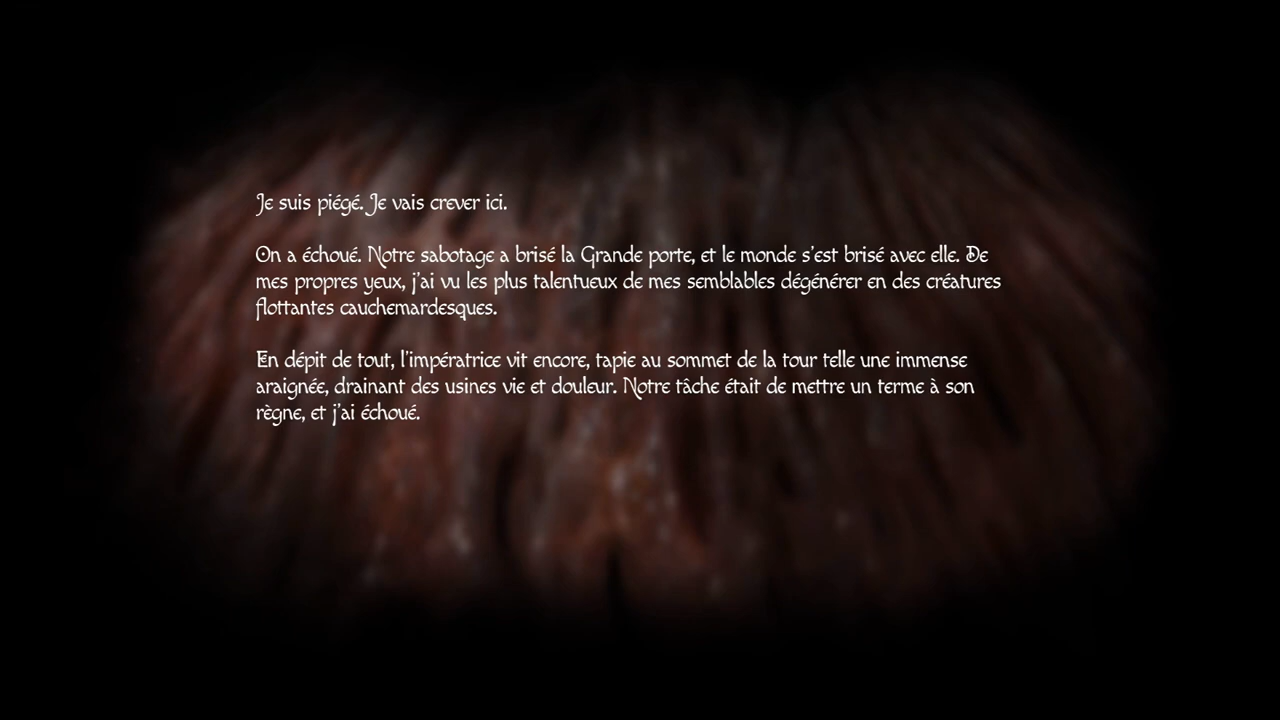 Je suis piégé. Je vais crever ici.
On a échoué. Notre sabotage a brisé la Grande porte, et le monde s'est brisé avec elle. De
mes propres yeux, j'ai vu les plus talentueux de mes semblables dégénérer en des créatures
flottantes cauchemardesques.
En dépit de tout, l'impératrice vit encore, tapie au sommet de la tour telle une immense
araignée, drainant des usines vie et douleur. Notre tâche était de mettre un terme à son
règne, et j'ai échoué.